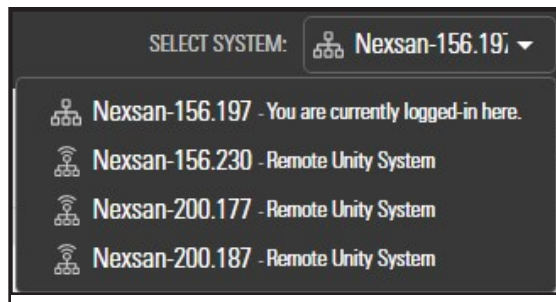 SELECT SYSTEM: Nexsan-156.197
Nexsan-156.197 - You are currently logged-in here.
Nexsan-156.230 - Remote Unity System
Nexsan-200.177 - Remote Unity System
Nexsan-200.187 - Remote Unity System